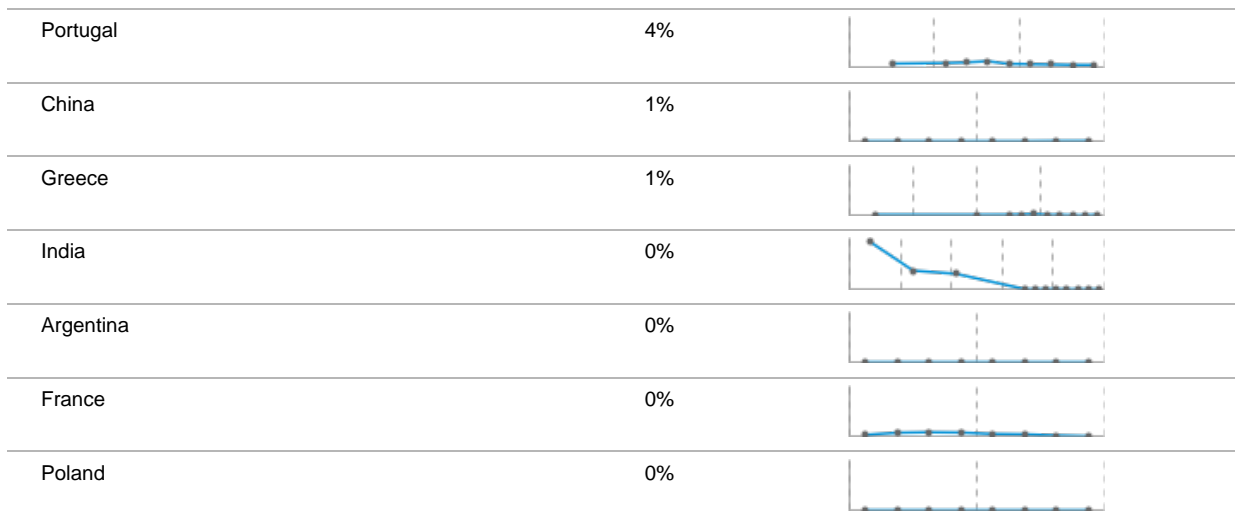 Portugal 4%
China 1%
Greece 1%
India 0%
Argentina 0%
France 0%
Poland 0%